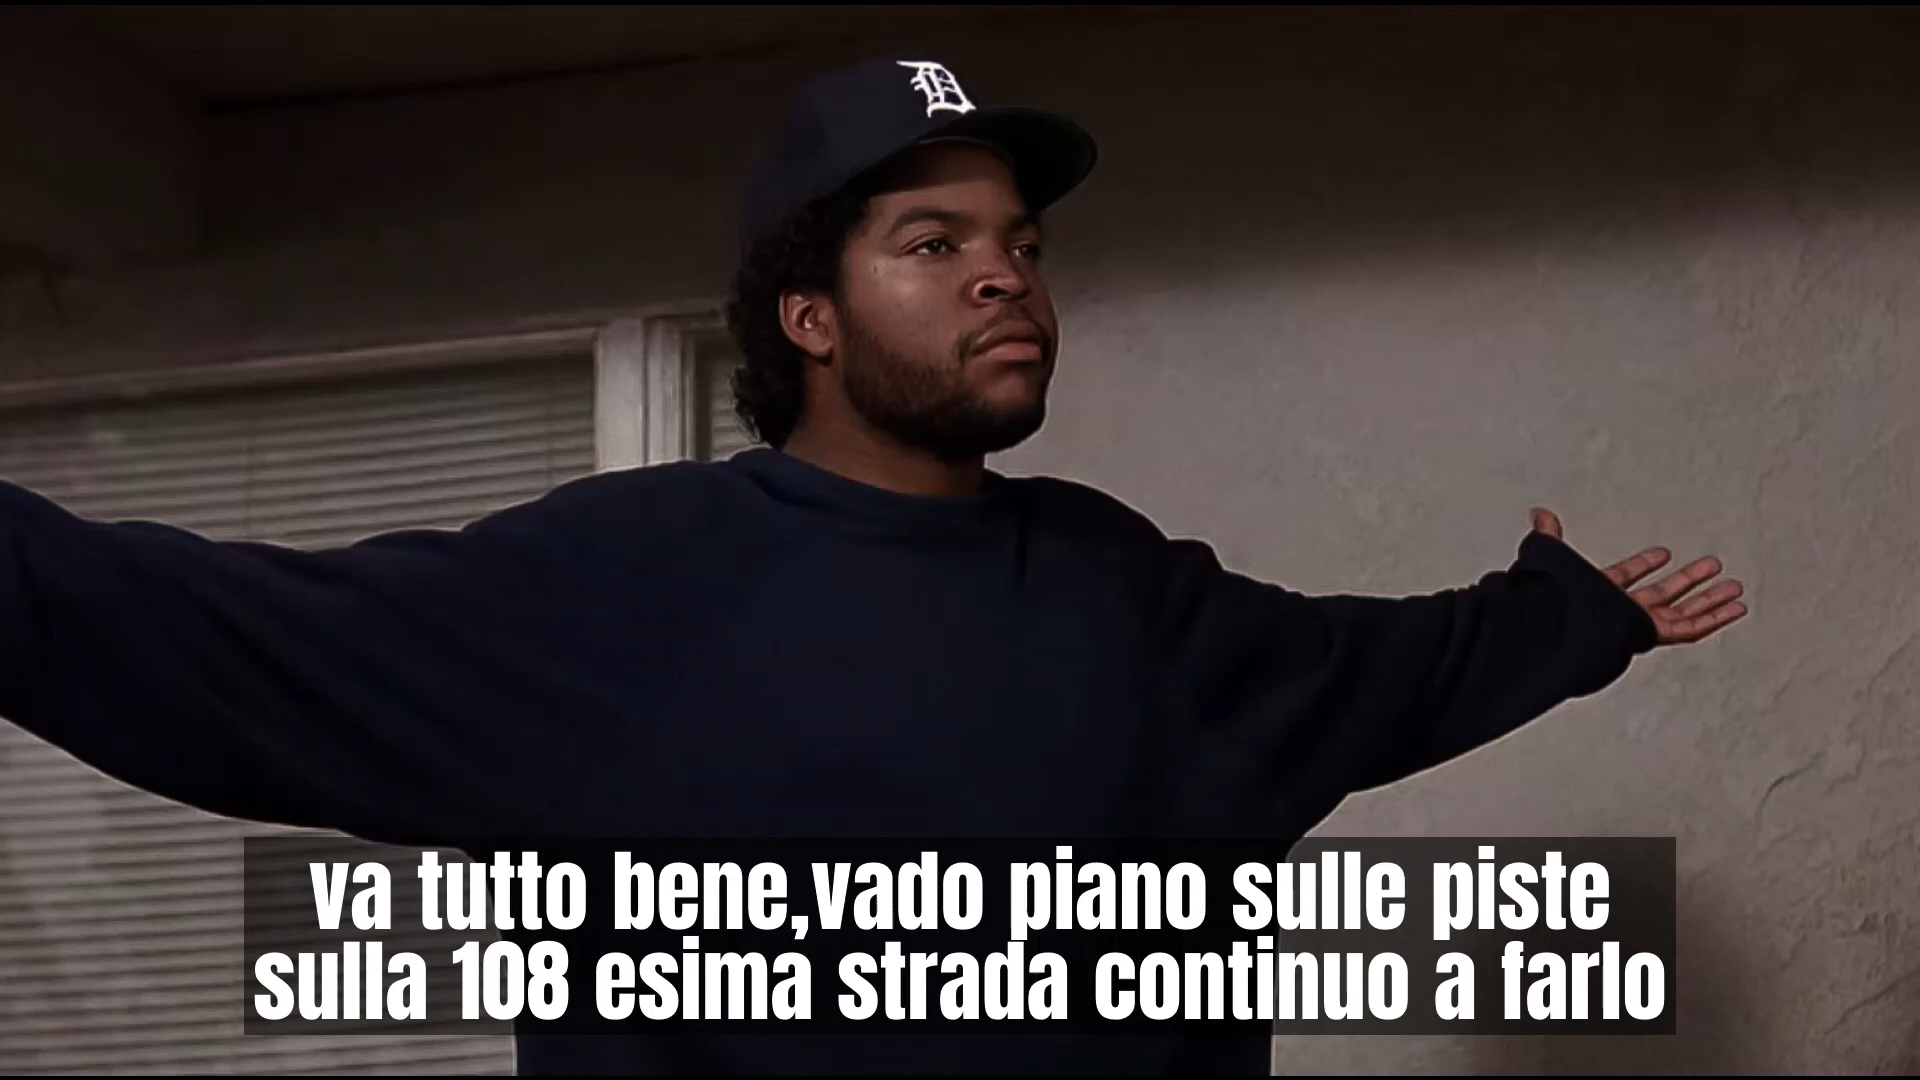 D
va tutto bene,vado piano sulle piste
sulla 108 esima strada continuo a farlo